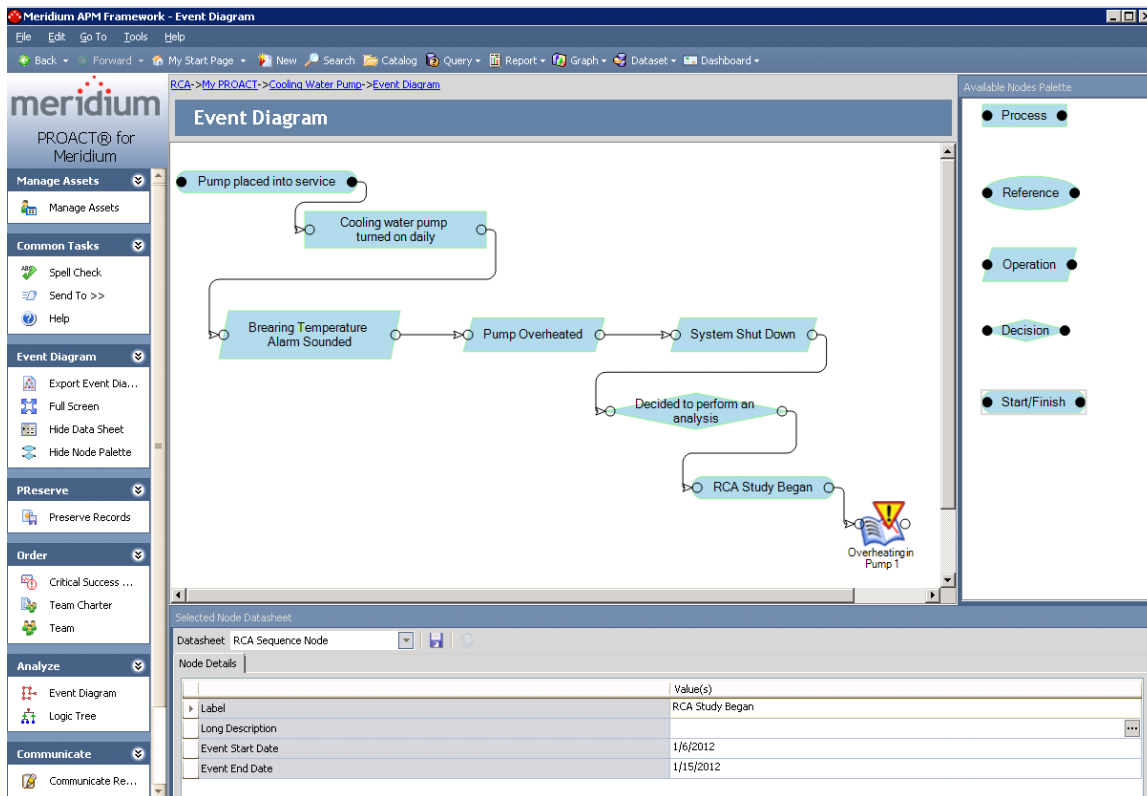 Meridium APM Framework - Event Diagram
File Edit Go To Tools Help
Back Forward My Start Page New Search Catalog Query Report Graph Dataset Dashboard
meridium
PROACT® for
Meridium
Manage Assets
Manage Assets
Common Tasks
Spell Check
Send To >>
Help
Event Diagram
Export Event Dia...
Full Screen
Hide Data Sheet
Hide Node Palette
PReserve
Preserve Records
Order
Critical Success ...
Team Charter
Team
Analyze
Event Diagram
Logic Tree
Communicate
Communicate Re...
RCA->My PROACT->Cooling Water Pump->Event Diagram
Event Diagram
Pump placed into service
Cooling water pump
turned on daily
Brearing Temperature
Alarm Sounded
Pump Overheated
System Shut Down
Decided to perform an
analysis
RCA Study Began
Overheating in
Pump 1
Available Nodes Palette
Process
Reference
Operation
Decision
Start/Finish
Selected Node Datasheet
Datasheet RCA Sequence Node
Node Details
Value(s)
Label RCA Study Began
Long Description
Event Start Date 1/6/2012
Event End Date 1/15/2012